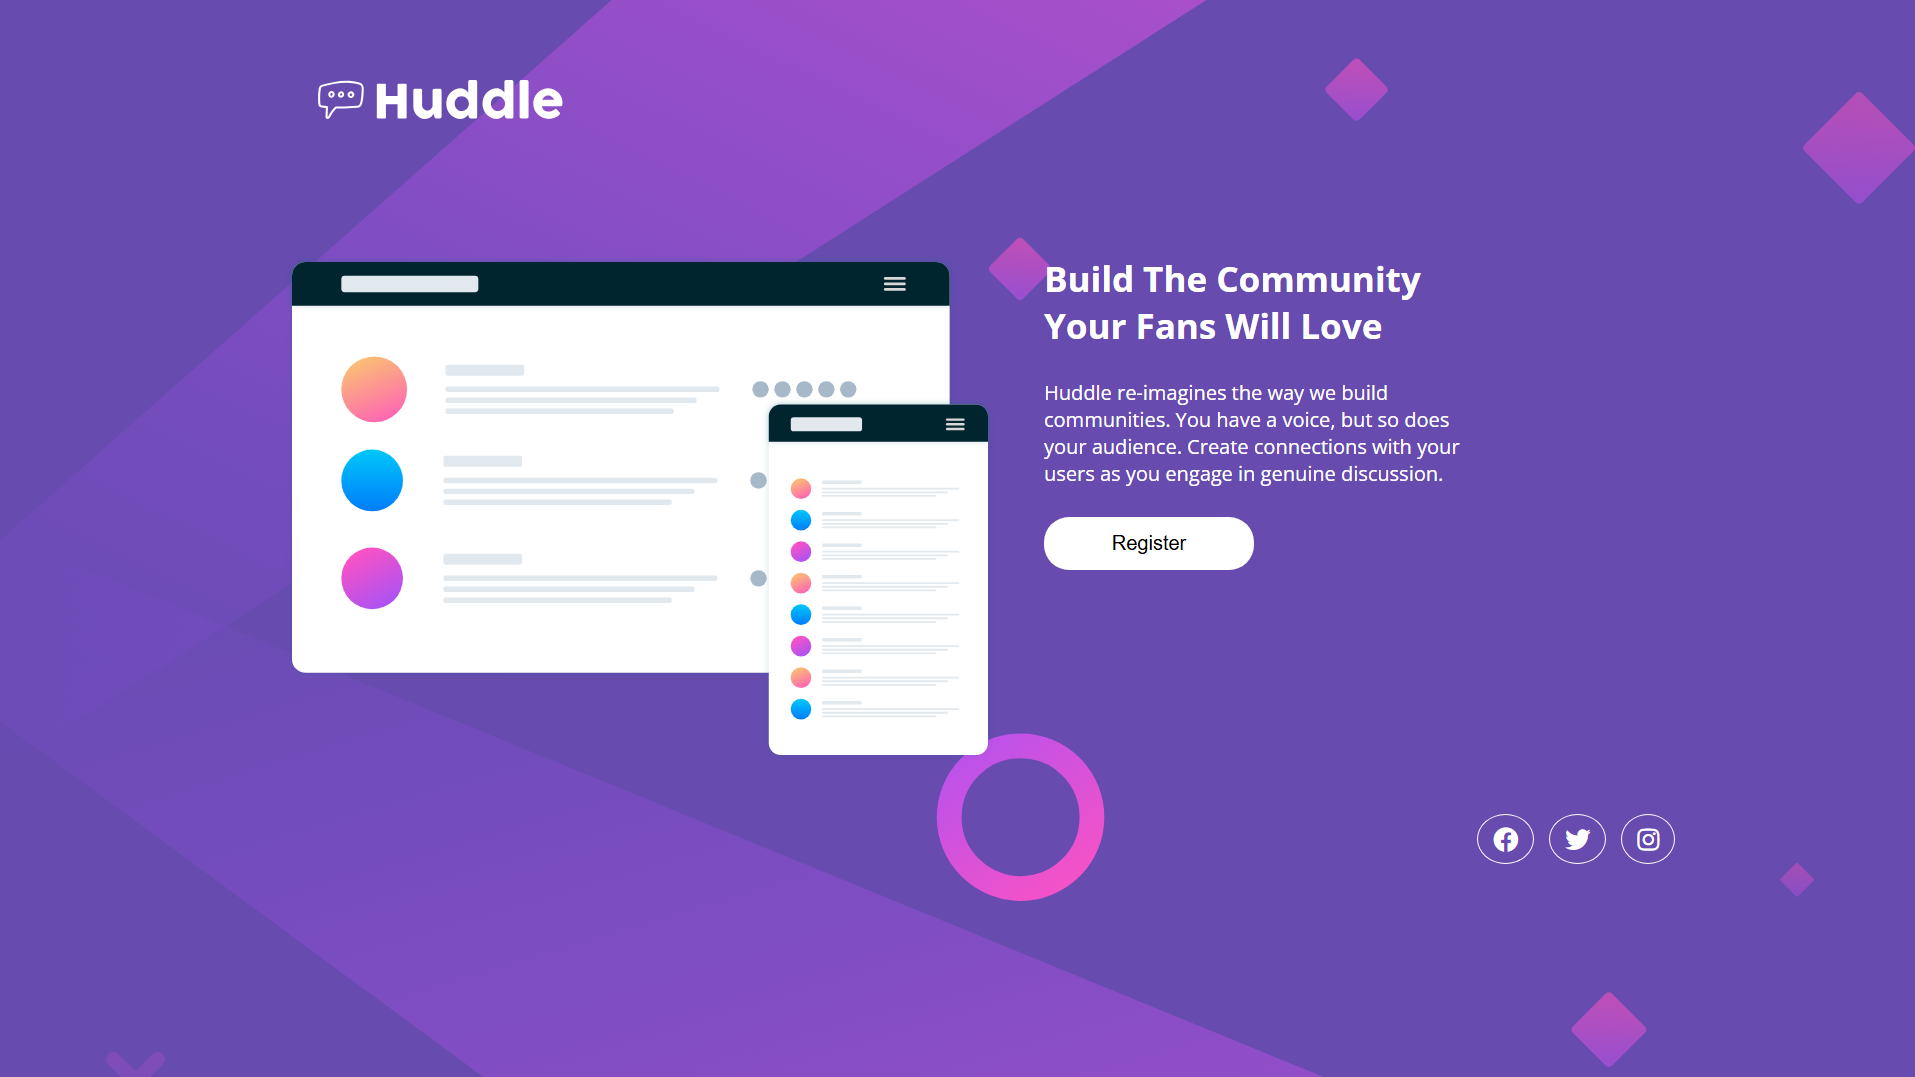 Huddle
Build The Community
Your Fans Will Love
Huddle re-imagines the way we build
communities. You have a voice, but so does
your audience. Create connections with your
users as you engage in genuine discussion.
Register